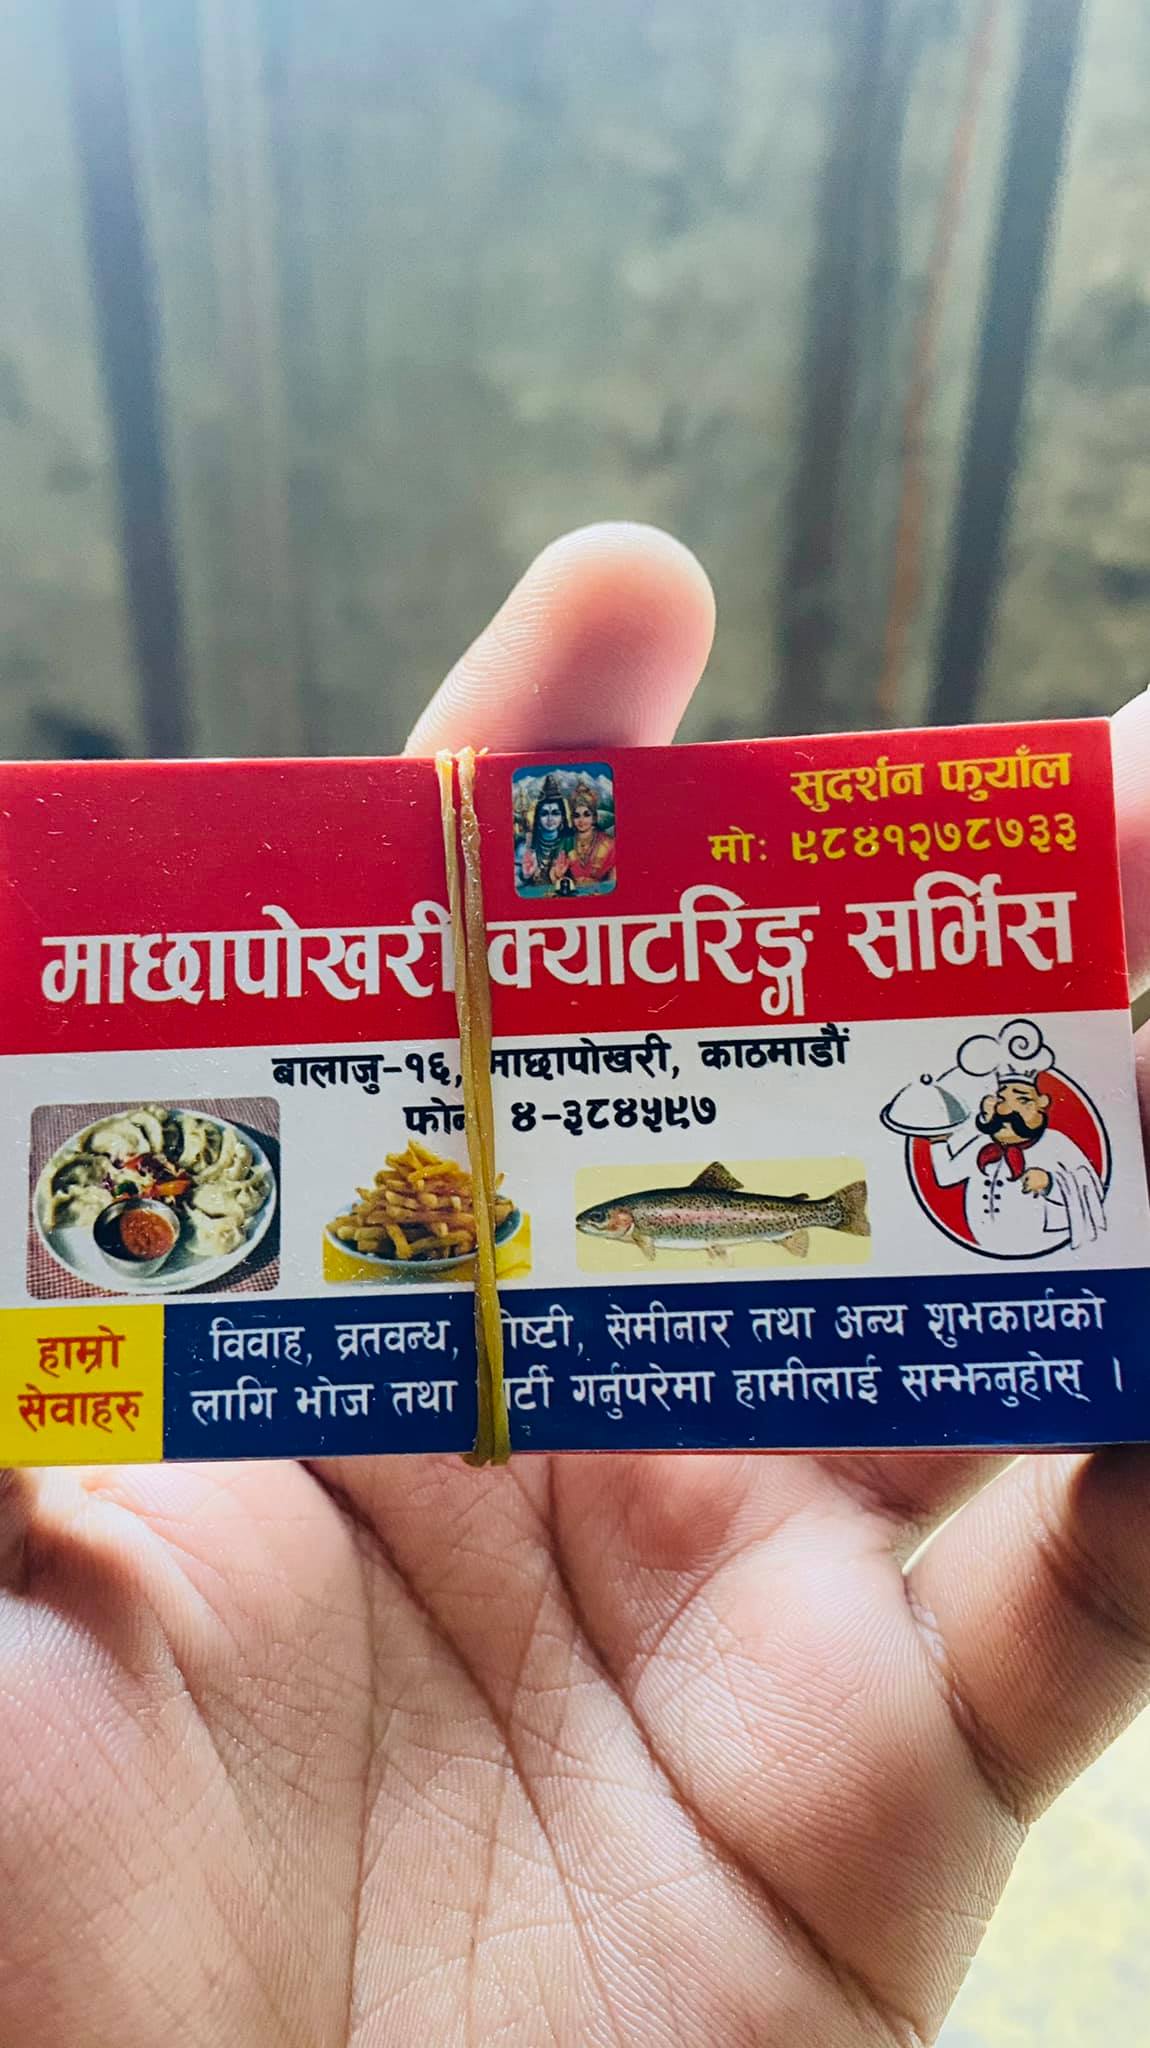 सुदर्शन फुयाँल
मो: ९८४१२७८७३३
माछापोखरी क्याटरिङ्ग सर्भिस
बालाजु-१६, माछापोखरी, काठमाडौं
फोन ४-३८४५९७
हाम्रो
सेवाहरु
विवाह, व्रतवन्ध, गोष्टी, सेमीनार तथा अन्य शुभकार्यको
लागि भोज तथा पार्टी गर्नुपरेमा हामीलाई सम्झनुहोस् ।